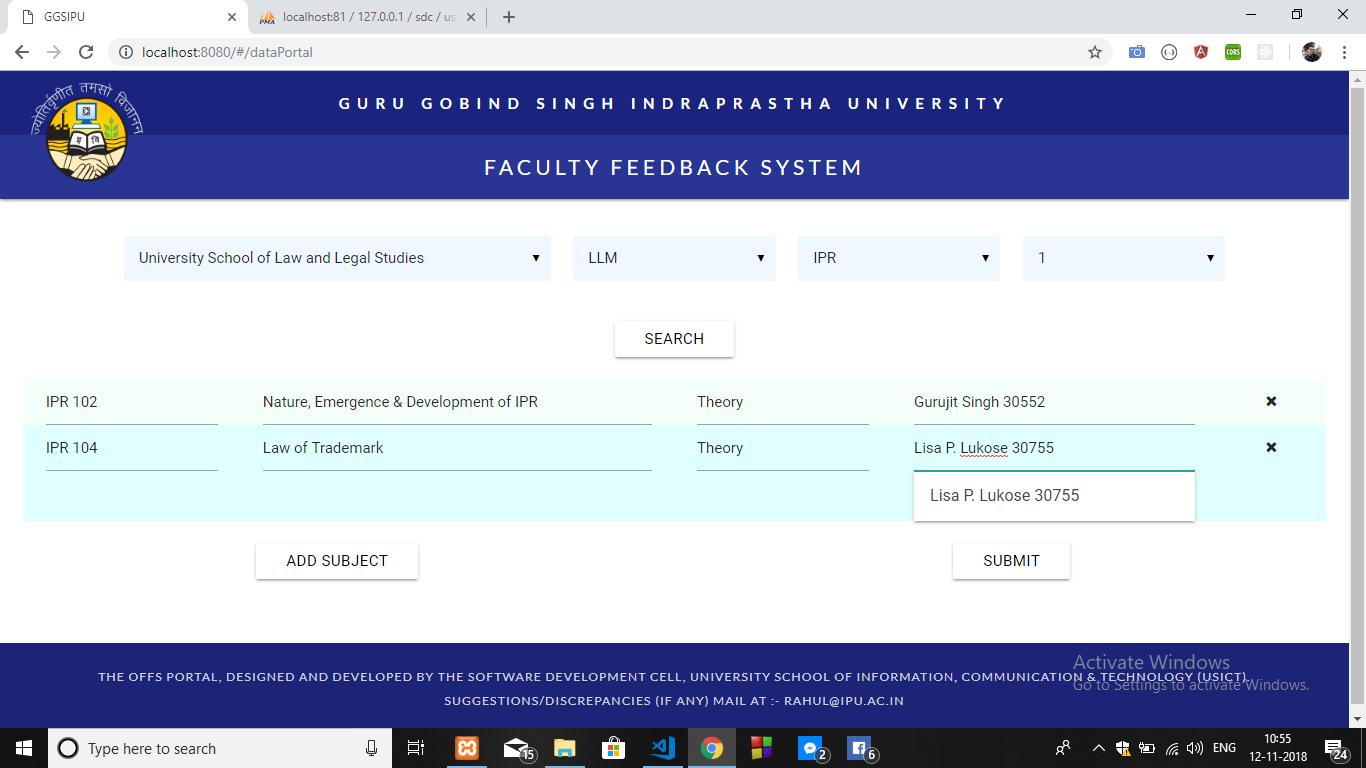 GGSIPU
localhost:81 / 127.0.0.1 / sdc / us
localhost:8080/#/dataPortal
CORS
ज्योतिर्वृणीत तमसो विजानन
GURU GOBIND SINGH INDRAPRASTHA UNIVERSITY
FACULTY FEEDBACK SYSTEM
University School of Law and Legal Studies ▼ LLM ▼ IPR ▼ 1 ▼
SEARCH
IPR 102 Nature, Emergence & Development of IPR Theory Gurujit Singh 30552 ✖
IPR 104 Law of Trademark Theory Lisa P. Lukose 30755 ✖
Lisa P. Lukose 30755
ADD SUBJECT SUBMIT
THE OFFS PORTAL, DESIGNED AND DEVELOPED BY THE SOFTWARE DEVELOPMENT CELL, UNIVERSITY SCHOOL OF INFORMATION, COMMUNICATION & TECHNOLOGY (USICT).
SUGGESTIONS/DISCREPANCIES (IF ANY) MAIL AT :- RAHUL@IPU.AC.IN
Activate Windows
Go to Settings to activate Windows.
Type here to search
15
2
6
ENG
10:55
12-11-2018
24